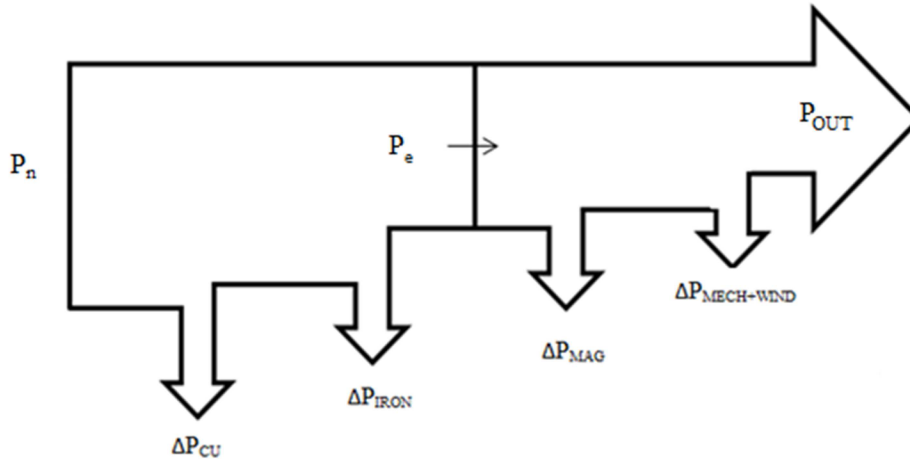 P_OUT
P_e
P_n
ΔP_MECH+WIND
ΔP_MAG
ΔP_IRON
ΔP_CU